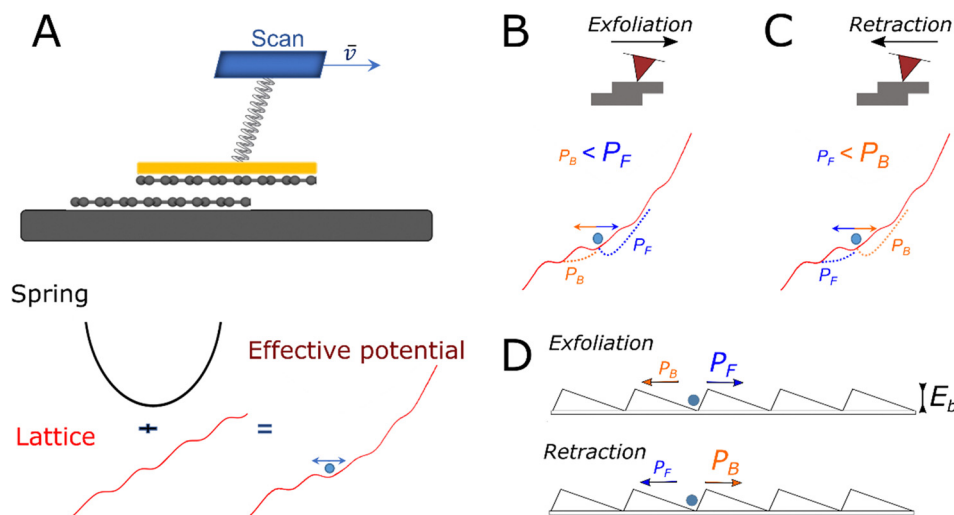 A
Scan
v̄
Spring
Effective potential
Lattice
+
=
B
Exfoliation
P_B < P_F
P_F
P_B
C
Retraction
P_F < P_B
P_B
P_F
D
Exfoliation
P_B
P_F
E_b
Retraction
P_F
P_B